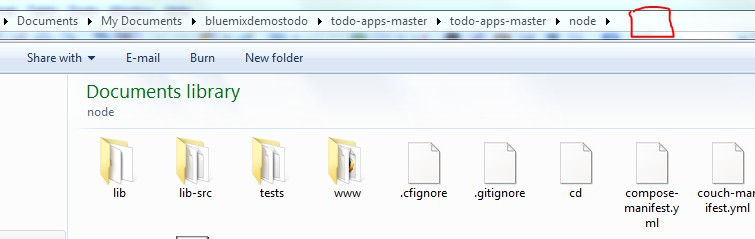 Documents My Documents bluemixdemostodo todo-apps-master todo-apps-master node
Share with E-mail Burn New folder
Documents library
node
lib lib-src tests www .cfignore .gitignore cd compose-manifest.yml couch-manifest.yml